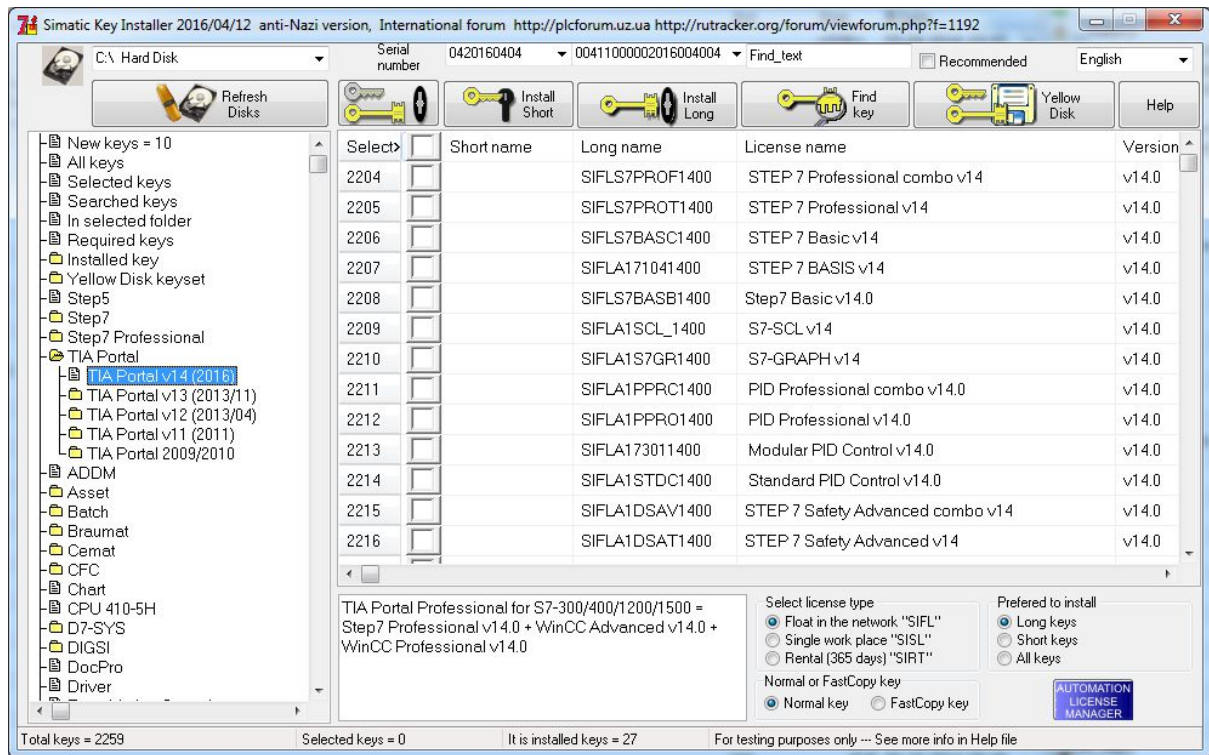 Simatic Key Installer 2016/04/12 anti-Nazi version, International forum http://plcforum.uz.ua http://rutracker.org/forum/viewforum.php?f=1192
C:\ Hard Disk
Serial number
0420160404
00411000002016004004
Find_text
Recommended
English
Refresh Disks
Install Short
Install Long
Find key
Yellow Disk
Help
New keys = 10
All keys
Selected keys
Searched keys
In selected folder
Required keys
Installed key
Yellow Disk keyset
Step5
Step7
Step7 Professional
TIA Portal
TIA Portal v14 (2016)
TIA Portal v13 (2013/11)
TIA Portal v12 (2013/04)
TIA Portal v11 (2011)
TIA Portal 2009/2010
ADDM
Asset
Batch
Braumat
Cemat
CFC
Chart
CPU 410-5H
D7-SYS
DIGSI
DocPro
Driver
Select> Short name Long name License name Version
2204 SIFLS7PROF1400 STEP 7 Professional combo v14 v14.0
2205 SIFLS7PROT1400 STEP 7 Professional v14 v14.0
2206 SIFLS7BASC1400 STEP 7 Basic v14 v14.0
2207 SIFLA171041400 STEP 7 BASIS v14 v14.0
2208 SIFLS7BASB1400 Step7 Basic v14.0 v14.0
2209 SIFLA1SCL_1400 S7-SCL v14 v14.0
2210 SIFLA1S7GR1400 S7-GRAPH v14 v14.0
2211 SIFLA1PPRC1400 PID Professional combo v14.0 v14.0
2212 SIFLA1PPRO1400 PID Professional v14.0 v14.0
2213 SIFLA173011400 Modular PID Control v14.0 v14.0
2214 SIFLA1STDC1400 Standard PID Control v14.0 v14.0
2215 SIFLA1DSAV1400 STEP 7 Safety Advanced combo v14 v14.0
2216 SIFLA1DSAT1400 STEP 7 Safety Advanced v14 v14.0
TIA Portal Professional for S7-300/400/1200/1500 =
Step7 Professional v14.0 + WinCC Advanced v14.0 +
WinCC Professional v14.0
Select license type
Float in the network "SIFL"
Single work place "SISL"
Rental (365 days) "SIRT"
Prefered to install
Long keys
Short keys
All keys
Normal or FastCopy key
Normal key FastCopy key
AUTOMATION
LICENSE
MANAGER
Total keys = 2259 Selected keys = 0 It is installed keys = 27 For testing purposes only --- See more info in Help file